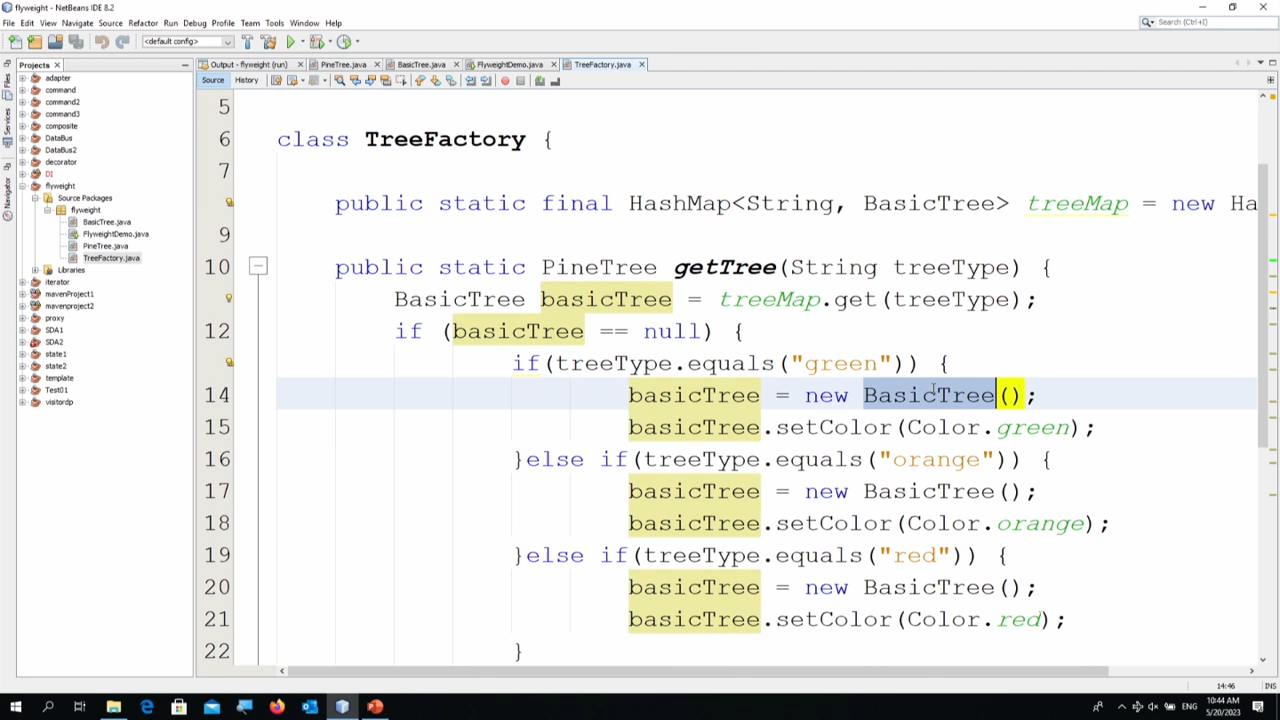 flyweight - NetBeans IDE 8.2
File Edit View Navigate Source Refactor Run Debug Profile Team Tools Window Help
Search (Ctrl+I)
<default config>
Projects
Output - flyweight (run) PineTree.java BasicTree.java FlyweightDemo.java TreeFactory.java
Source History
Files
Services
Navigator
adapter
command
command2
command3
composite
DataBus
DataBus2
decorator
DI
flyweight
Source Packages
flyweight
BasicTree.java
FlyweightDemo.java
PineTree.java
TreeFactory.java
Libraries
iterator
mavenProject1
mavenproject2
proxy
SDA1
SDA2
state1
state2
template
Test01
visitordp
5
6 class TreeFactory {
7
public static final HashMap<String, BasicTree> treeMap = new Ha
9
10 public static PineTree getTree(String treeType) {
BasicTree basicTree = treeMap.get(treeType);
12 if (basicTree == null) {
if(treeType.equals("green")) {
14 basicTree = new BasicTree();
15 basicTree.setColor(Color.green);
16 }else if(treeType.equals("orange")) {
17 basicTree = new BasicTree();
18 basicTree.setColor(Color.orange);
19 }else if(treeType.equals("red")) {
20 basicTree = new BasicTree();
21 basicTree.setColor(Color.red);
22 }
14:46 INS
ENG
10:44 AM
5/20/2023